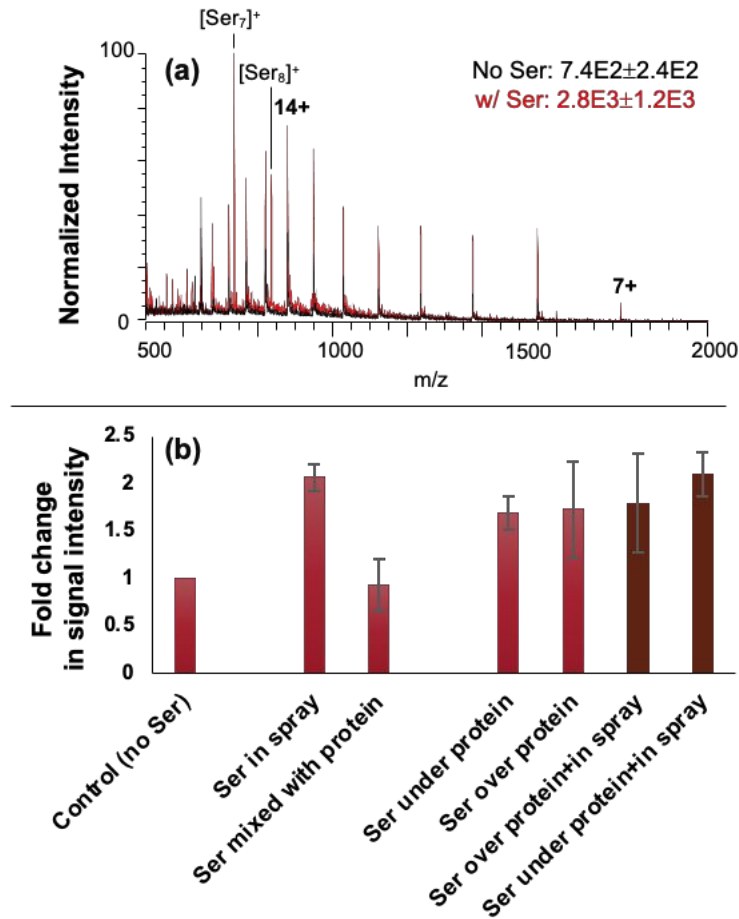 [Ser₇]⁺
100
(a)
[Ser₈]⁺
14+
No Ser: 7.4E2±2.4E2
w/ Ser: 2.8E3±1.2E3
Normalized Intensity
7+
0
500
1000
1500
2000
m/z
2.5
(b)
2
1.5
1
0.5
0
Fold change
in signal intensity
Control (no Ser)
Ser in spray
Ser mixed with protein
Ser under protein
Ser over protein
Ser over protein+in spray
Ser under protein+in spray